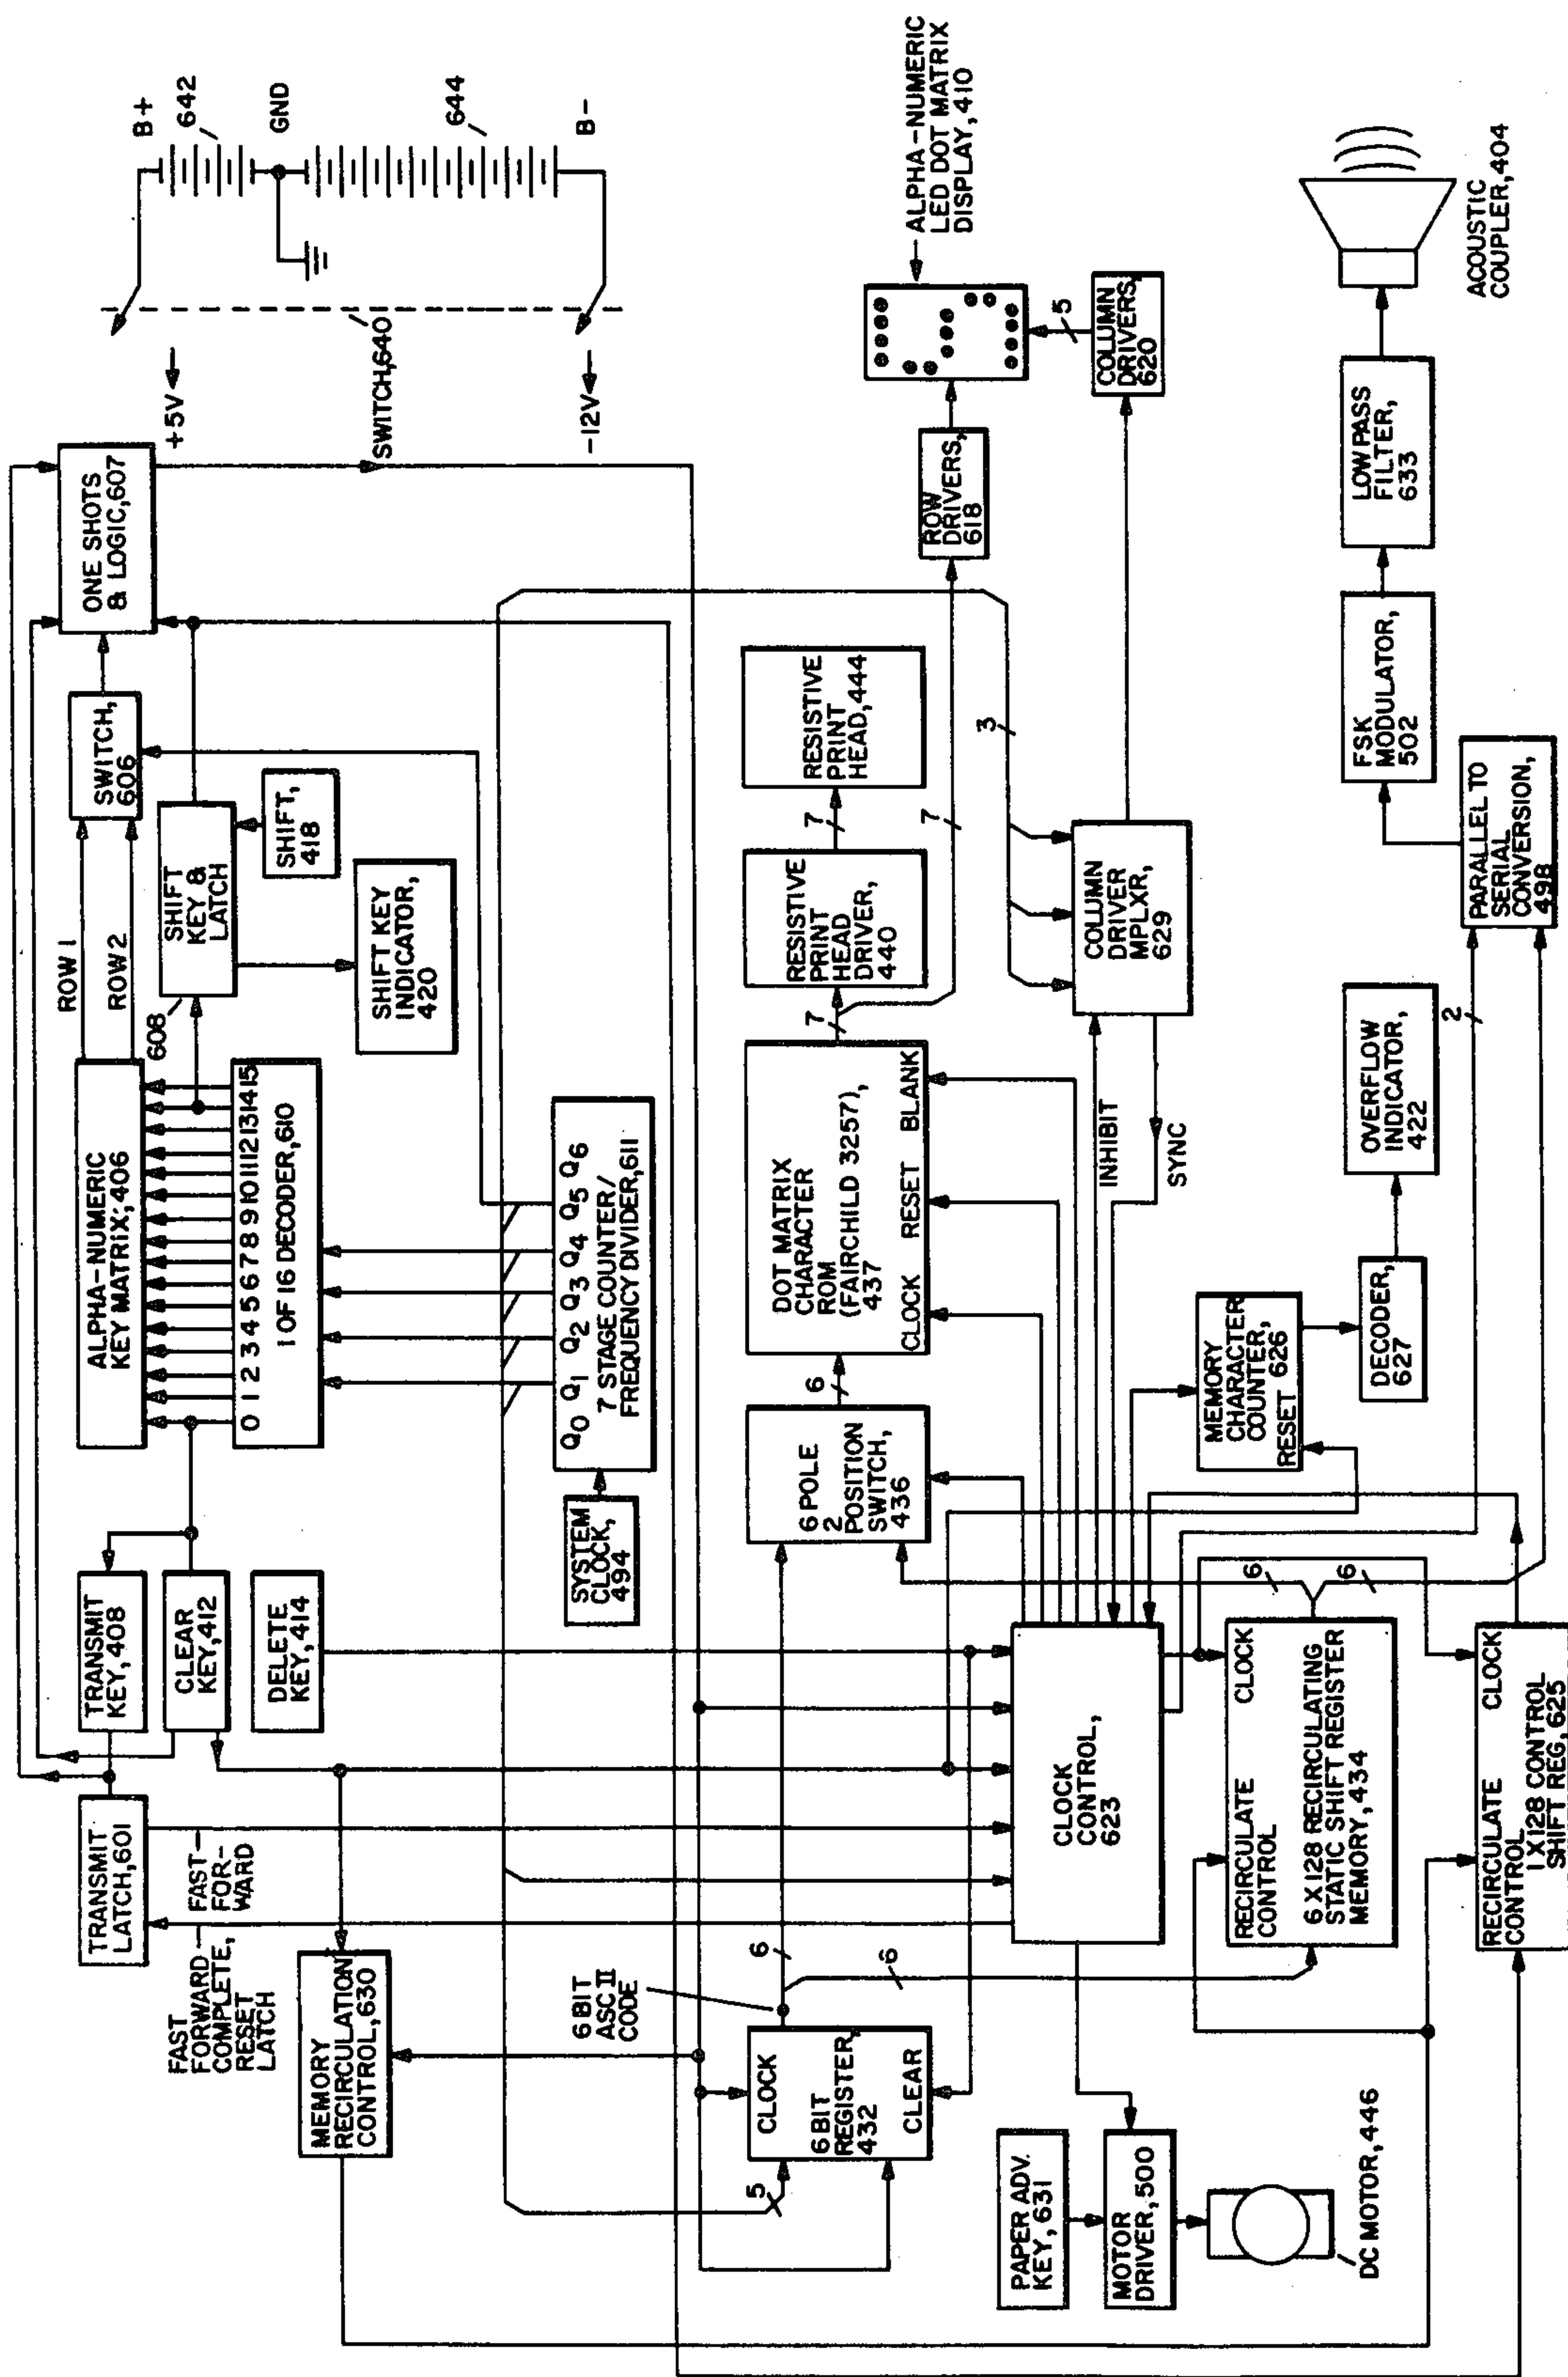 TRANSMIT
LATCH,601
TRANSMIT
KEY,408
CLEAR
KEY,412
DELETE
KEY,414
FAST
FORWARD
COMPLETE,
RESET
LATCH
FAST-
FOR-
WARD
MEMORY
RECIRCULATION
CONTROL,630
ALPHA-NUMERIC
KEY MATRIX,406
608
0 1 2 3 4 5 6 7 8 9 10 11 12 13 14 15
1 OF 16 DECODER,610
ROW 1
ROW 2
SWITCH,
606
ONE SHOTS
& LOGIC,607
SHIFT
KEY &
LATCH
SHIFT,
418
SHIFT KEY
INDICATOR,
420
SYSTEM
CLOCK,
494
Q0 Q1 Q2 Q3 Q4 Q5 Q6
7 STAGE COUNTER/
FREQUENCY DIVIDER,611
B+
642
GND
644
B-
+5V
SWITCH,640
-12V
6 BIT
ASC II
CODE
CLOCK
6 BIT
REGISTER,
432
CLEAR
5
6
6
6 POLE
2
POSITION
SWITCH,
436
6
DOT MATRIX
CHARACTER
ROM
(FAIRCHILD 3257),
437
CLOCK RESET BLANK
7
RESISTIVE
PRINT
HEAD
DRIVER,
440
7
RESISTIVE
PRINT
HEAD,444
7
ROW
DRIVERS,
618
ALPHA-NUMERIC
LED DOT MATRIX
DISPLAY,410
5
COLUMN
DRIVERS,
620
3
COLUMN
DRIVER
MPLXR,
629
INHIBIT
SYNC
PAPER ADV.
KEY, 631
MOTOR
DRIVER,500
DC MOTOR,446
CLOCK
CONTROL,
623
MEMORY
CHARACTER
COUNTER,
RESET 626
DECODER,
627
OVERFLOW
INDICATOR,
422
RECIRCULATE
CONTROL
CLOCK
6 X 128 RECIRCULATING
STATIC SHIFT REGISTER
MEMORY,434
6
6
2
RECIRCULATE
CONTROL
CLOCK
1 X 128 CONTROL
SHIFT REG,625
PARALLEL TO
SERIAL
CONVERSION,
498
FSK
MODULATOR,
502
LOW PASS
FILTER,
633
ACOUSTIC
COUPLER,404